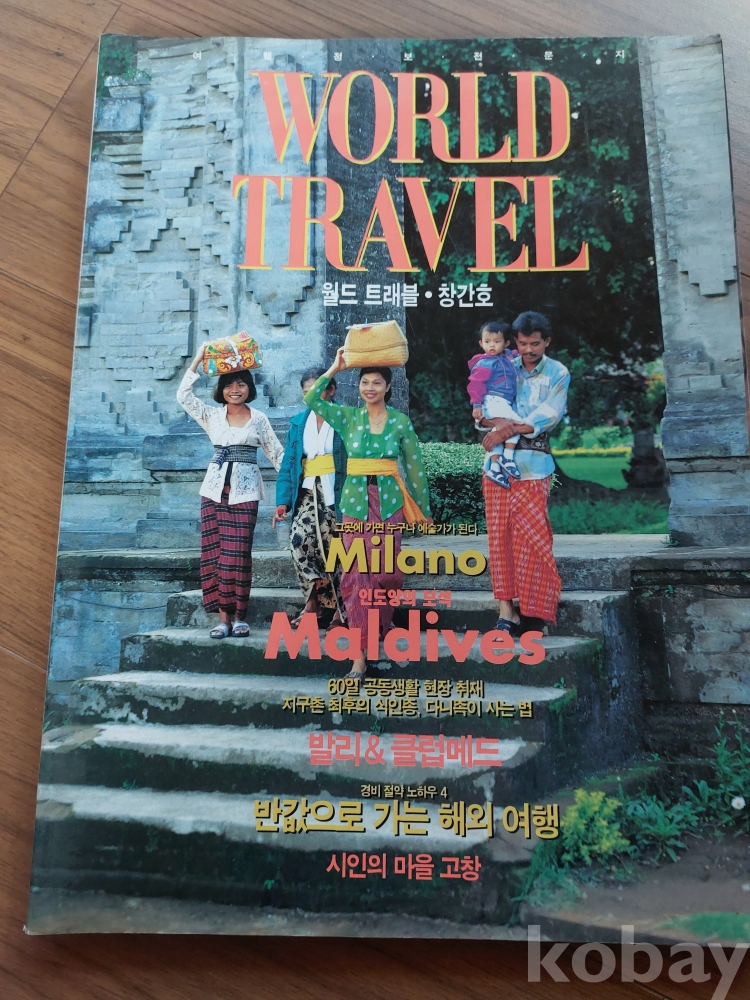 여·행·정·보·전·문·지
WORLD
TRAVEL
월드 트래블·창간호
그곳에 가면 누구나 예술가가 된다
Milano
인도양의 보석
Maldives
60일 공동생활 현장 취재
지구촌 최후의 식인종, 다니족이 사는 법
발리 & 클럽메드
경비 절약 노하우 4
반값으로 가는 해외 여행
시인의 마을 고창
kobay